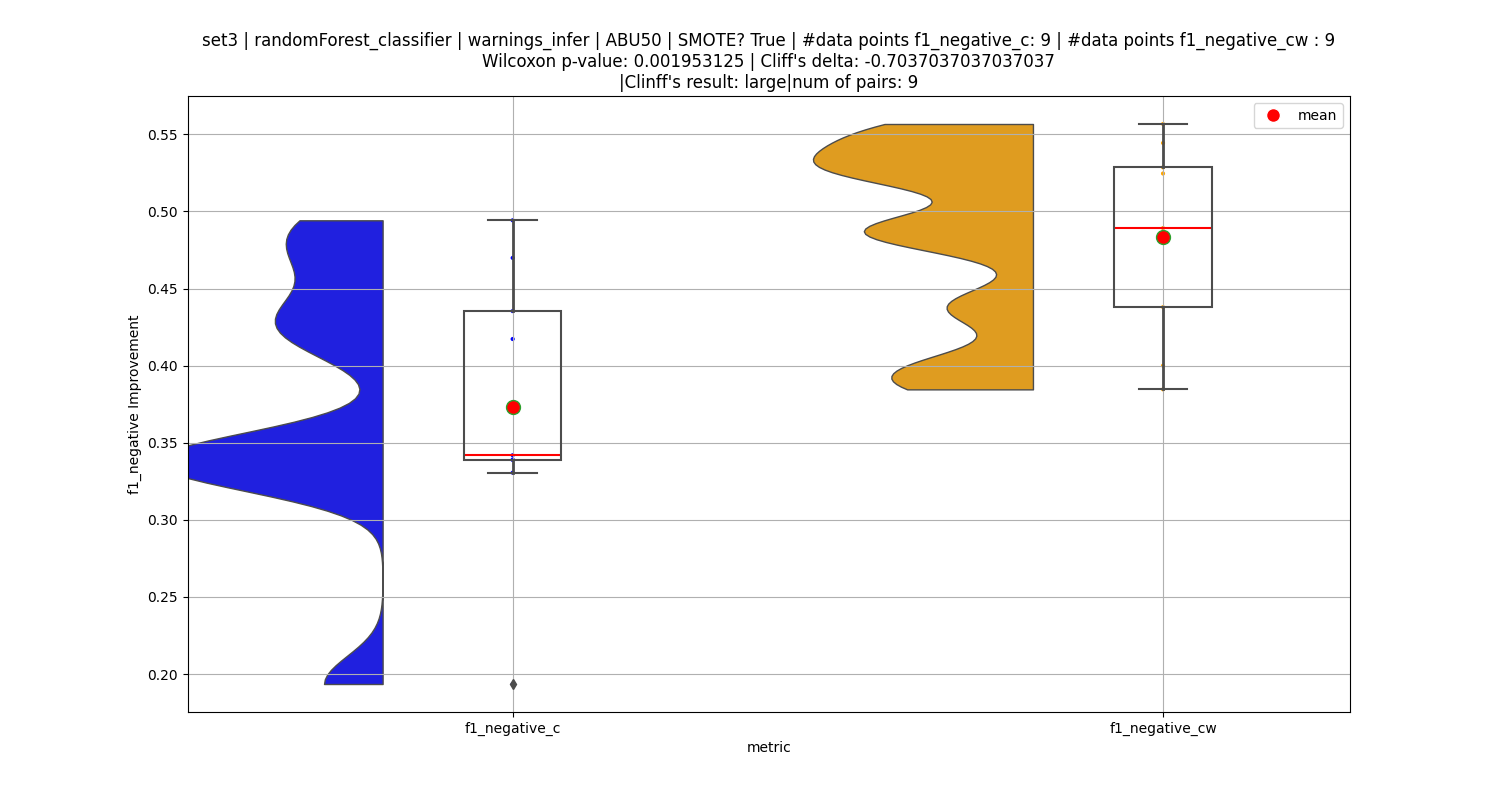 set3 | randomForest_classifier | warnings_infer | ABU50 | SMOTE? True | #data points f1_negative_c: 9 | #data points f1_negative_cw : 9
Wilcoxon p-value: 0.001953125 | Cliff's delta: -0.7037037037037037
|Clinff's result: large|num of pairs: 9
mean
0.55
0.50
0.45
0.40
0.35
0.30
0.25
0.20
f1_negative Improvement
f1_negative_c
f1_negative_cw
metric